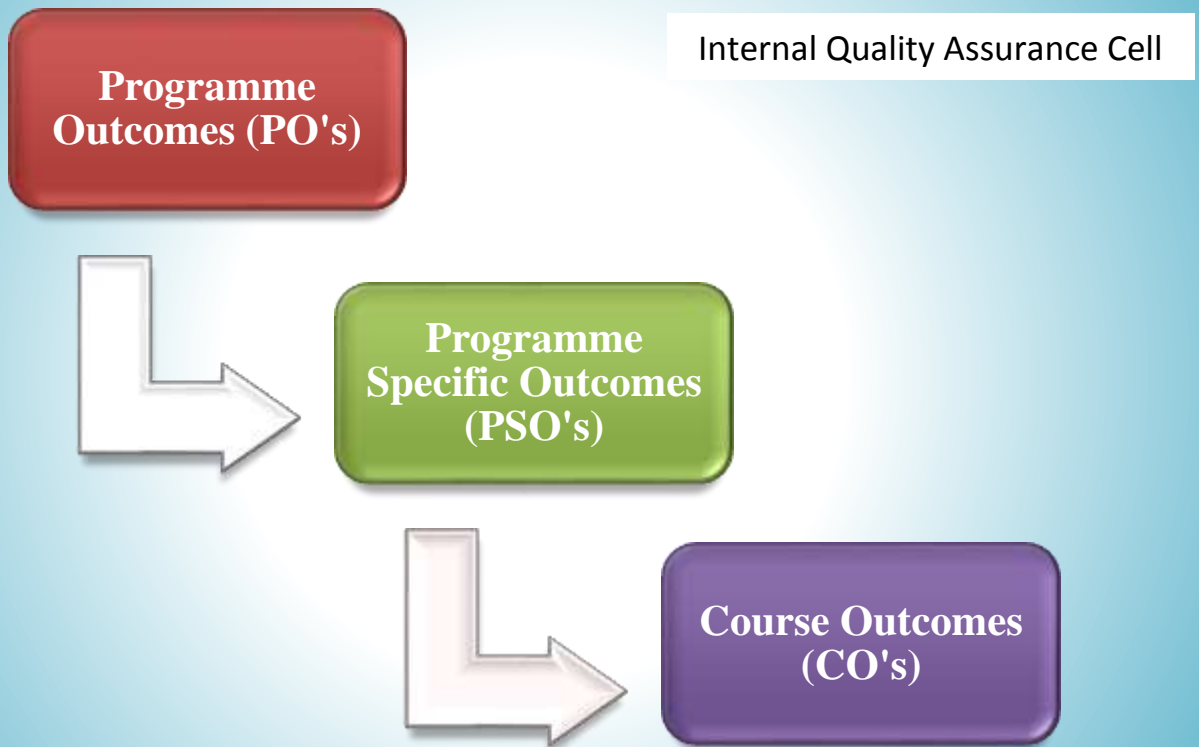 Internal Quality Assurance Cell
Programme
Outcomes (PO's)
Programme
Specific Outcomes
(PSO's)
Course Outcomes
(CO's)